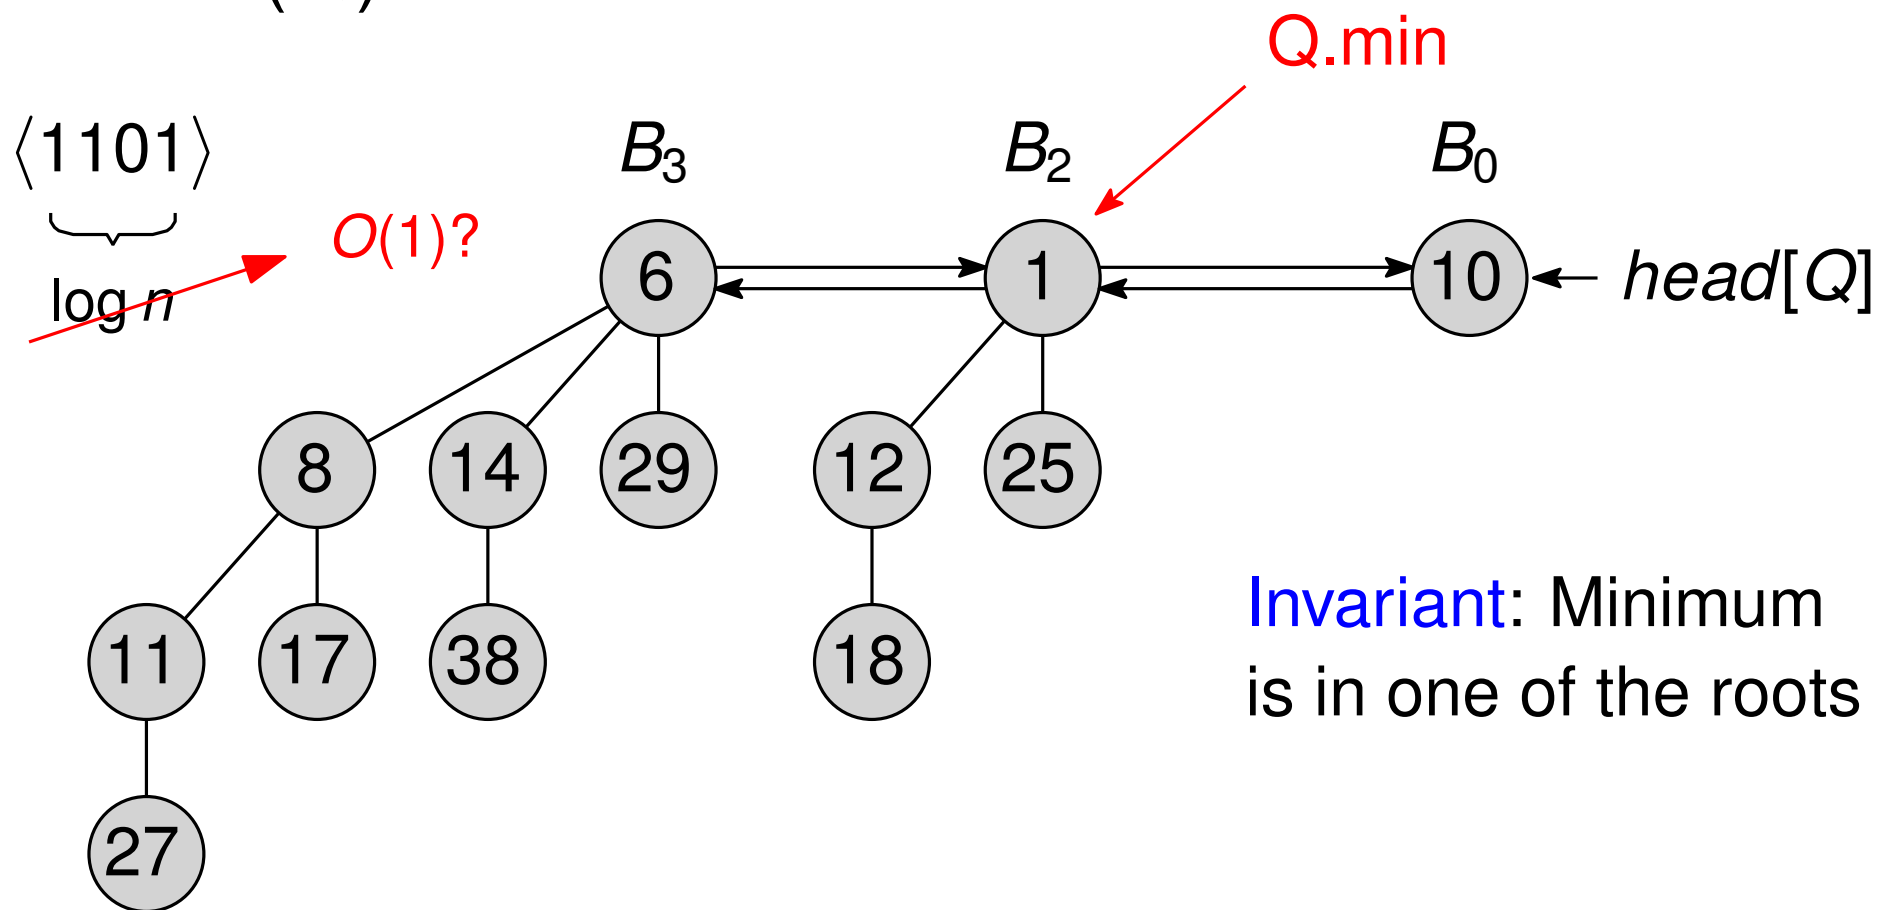 ( )
Q.min
⟨1101⟩
B₃ B₂ B₀
O(1)?
log n
6 1 10 head[Q]
8 14 29 12 25
Invariant: Minimum
11 17 38 18
is in one of the roots
27